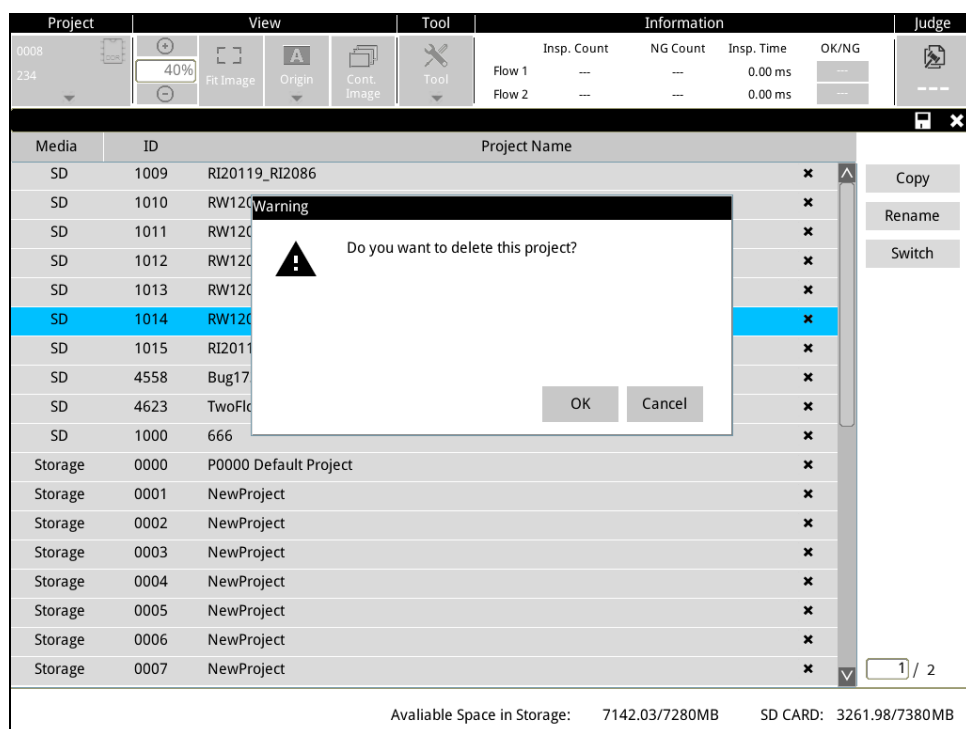 Project View Tool Information Judge
0008
234
40%
Fit Image
A
Origin
Cont.
Image
Tool
Insp. Count NG Count Insp. Time OK/NG
Flow 1 --- --- 0.00 ms ---
Flow 2 --- --- 0.00 ms ---
---
Media ID Project Name
SD 1009 RI20119_RI2086
SD 1010 RW120
SD 1011 RW120
SD 1012 RW120
SD 1013 RW120
SD 1014 RW120
SD 1015 RI2011
SD 4558 Bug17
SD 4623 TwoFlo
SD 1000 666
Storage 0000 P0000 Default Project
Storage 0001 NewProject
Storage 0002 NewProject
Storage 0003 NewProject
Storage 0004 NewProject
Storage 0005 NewProject
Storage 0006 NewProject
Storage 0007 NewProject
Warning
Do you want to delete this project?
OK Cancel
Copy
Rename
Switch
1 / 2
Avaliable Space in Storage: 7142.03/7280MB SD CARD: 3261.98/7380MB